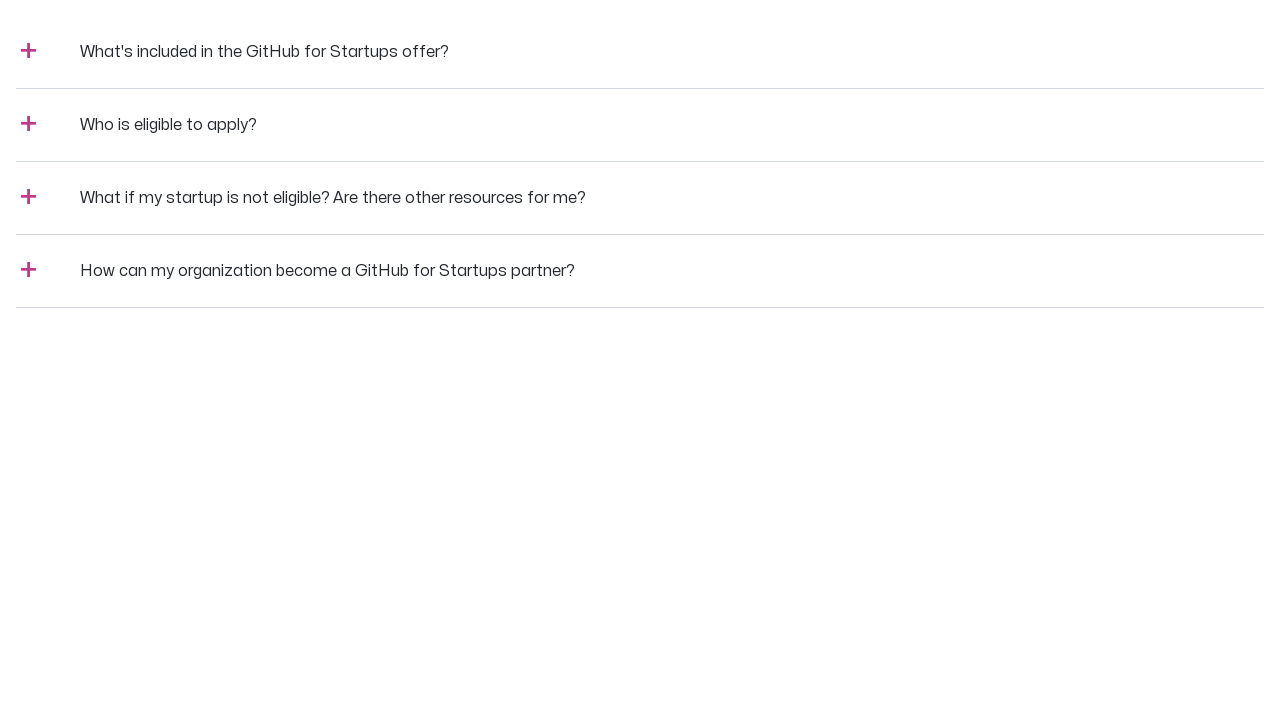 What's included in the GitHub for Startups offer?
Who is eligible to apply?
What if my startup is not eligible? Are there other resources for me?
How can my organization become a GitHub for Startups partner?